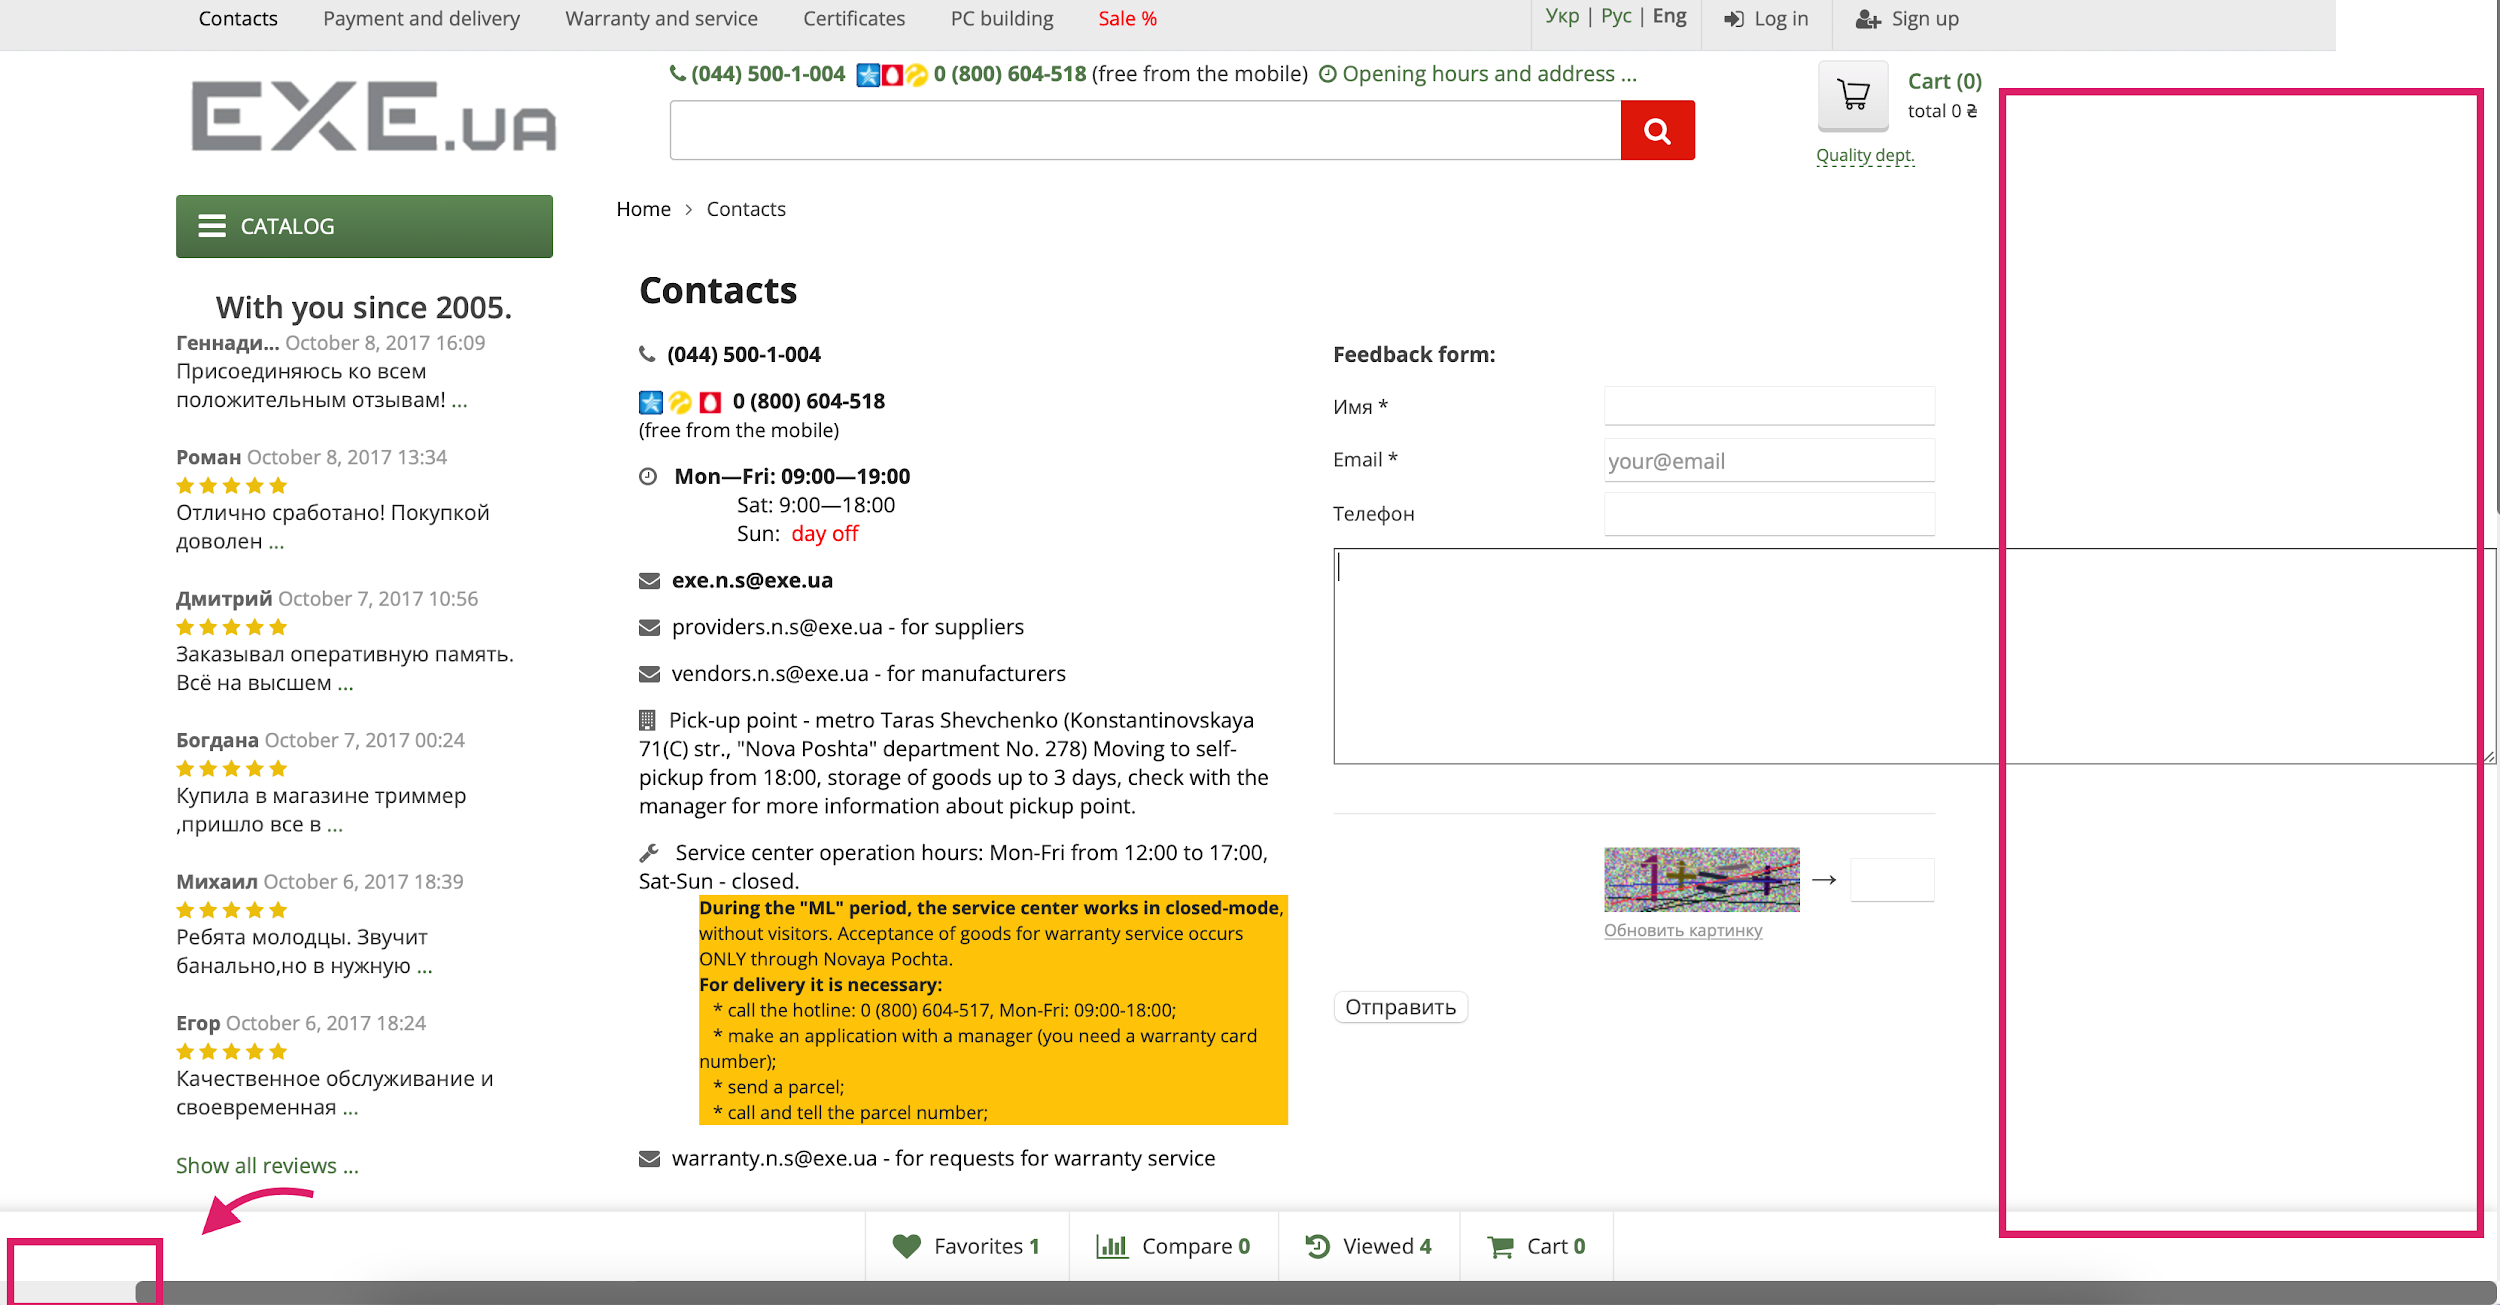 Contacts Payment and delivery Warranty and service Certificates PC building Sale % Укр | Рус | Eng Log in Sign up
(044) 500-1-004 0 (800) 604-518 (free from the mobile) Opening hours and address ...
EXE.UA
Cart (0)
total 0 ₴
Quality dept.
CATALOG
Home > Contacts
With you since 2005.
Геннади... October 8, 2017 16:09
Присоединяюсь ко всем
положительным отзывам! ...
Роман October 8, 2017 13:34
Отлично сработано! Покупкой
доволен ...
Дмитрий October 7, 2017 10:56
Заказывал оперативную память.
Всё на высшем ...
Богдана October 7, 2017 00:24
Купила в магазине триммер
,пришло все в ...
Михаил October 6, 2017 18:39
Ребята молодцы. Звучит
банально,но в нужную ...
Егор October 6, 2017 18:24
Качественное обслуживание и
своевременная ...
Show all reviews ...
Contacts
(044) 500-1-004
0 (800) 604-518
(free from the mobile)
Mon—Fri: 09:00—19:00
Sat: 9:00—18:00
Sun: day off
exe.n.s@exe.ua
providers.n.s@exe.ua - for suppliers
vendors.n.s@exe.ua - for manufacturers
Pick-up point - metro Taras Shevchenko (Konstantinovskaya
71(C) str., "Nova Poshta" department No. 278) Moving to self-
pickup from 18:00, storage of goods up to 3 days, check with the
manager for more information about pickup point.
Service center operation hours: Mon-Fri from 12:00 to 17:00,
Sat-Sun - closed.
During the "ML" period, the service center works in closed-mode,
without visitors. Acceptance of goods for warranty service occurs
ONLY through Novaya Pochta.
For delivery it is necessary:
* call the hotline: 0 (800) 604-517, Mon-Fri: 09:00-18:00;
* make an application with a manager (you need a warranty card
number);
* send a parcel;
* call and tell the parcel number;
warranty.n.s@exe.ua - for requests for warranty service
Feedback form:
Имя *
Email * your@email
Телефон
→
Обновить картинку
Отправить
Favorites 1 Compare 0 Viewed 4 Cart 0